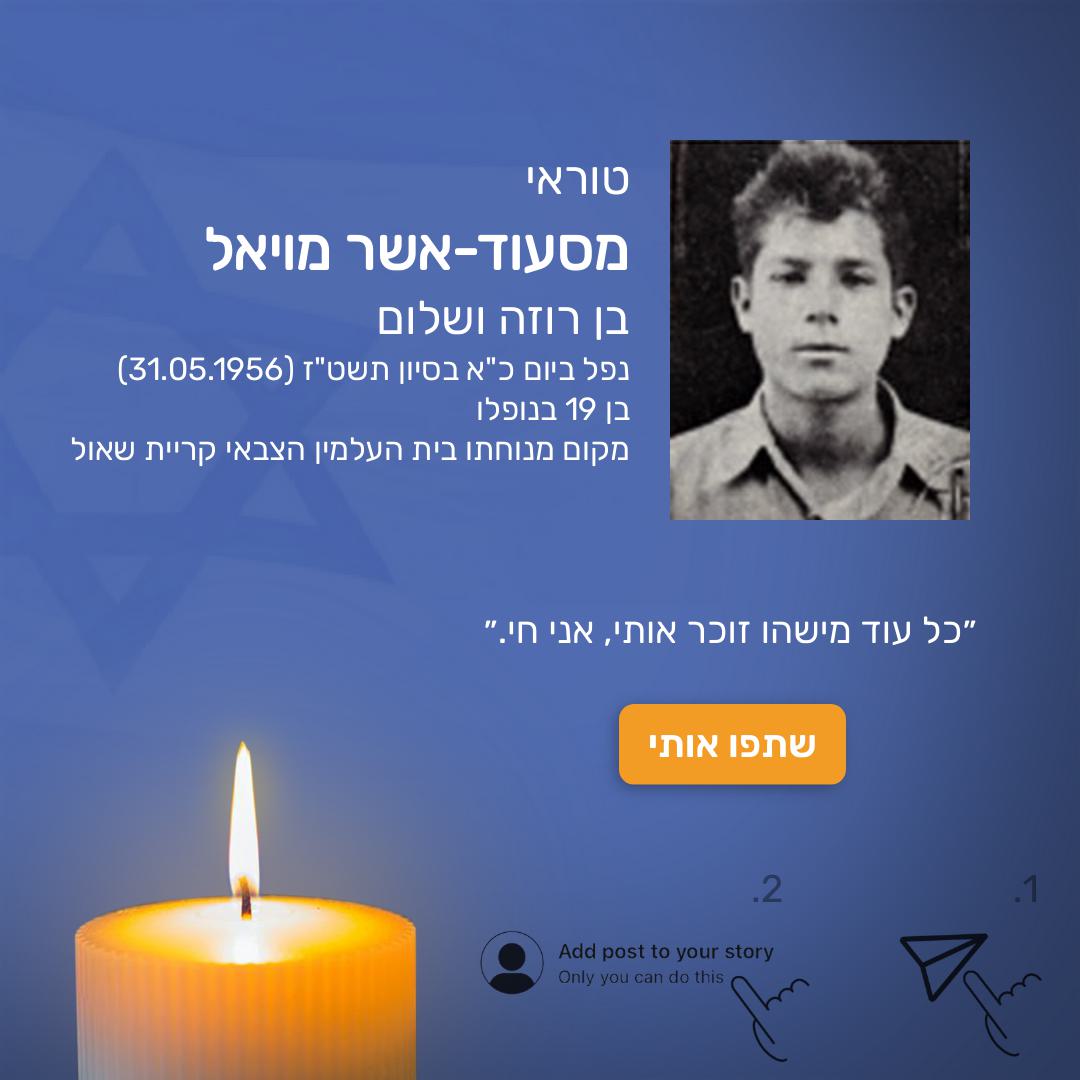 טוראי
מסעוד-אשר מויאל
בן רוזה ושלום
נפל ביום כ"א בסיון תשט"ז (31.05.1956)
בן 19 בנופלו
מקום מנוחתו בית העלמין הצבאי קריית שאול
״כל עוד מישהו זוכר אותי, אני חי.״
שתפו אותי
1.
2.
Add post to your story
Only you can do this